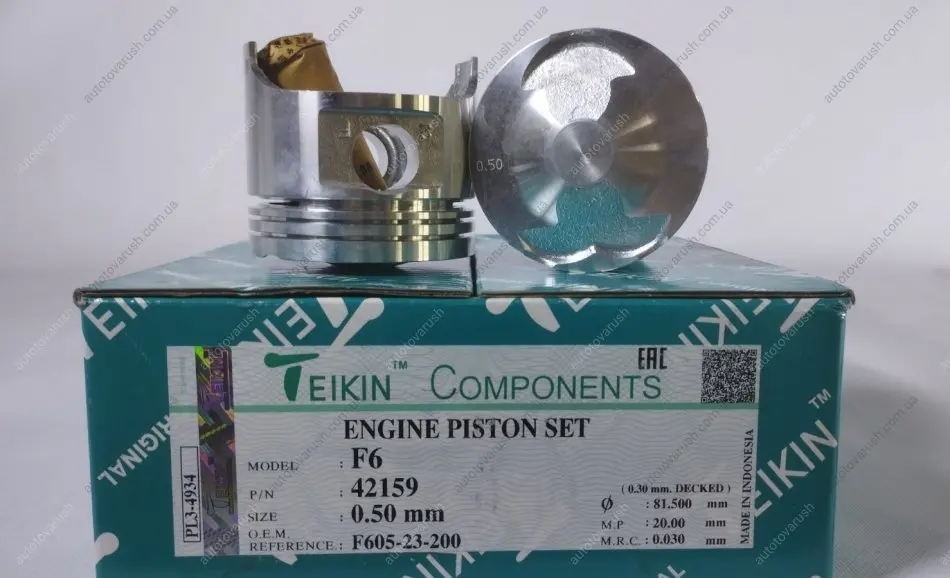 0.50
TEIKIN™ COMPONENTS
EAC
ENGINE PISTON SET
MODEL : F6
P/N : 42159
SIZE : 0.50 mm
O.E.M. REFERENCE.: F605-23-200
( 0.30 mm. DECKED )
Ø : 81.500 mm
M.P : 20.00 mm
M.R.C. : 0.030 mm
MADE IN INDONESIA
PL3-4934
TEIKIN
ORIGINAL
TEIKIN™
autotovarush.com.ua